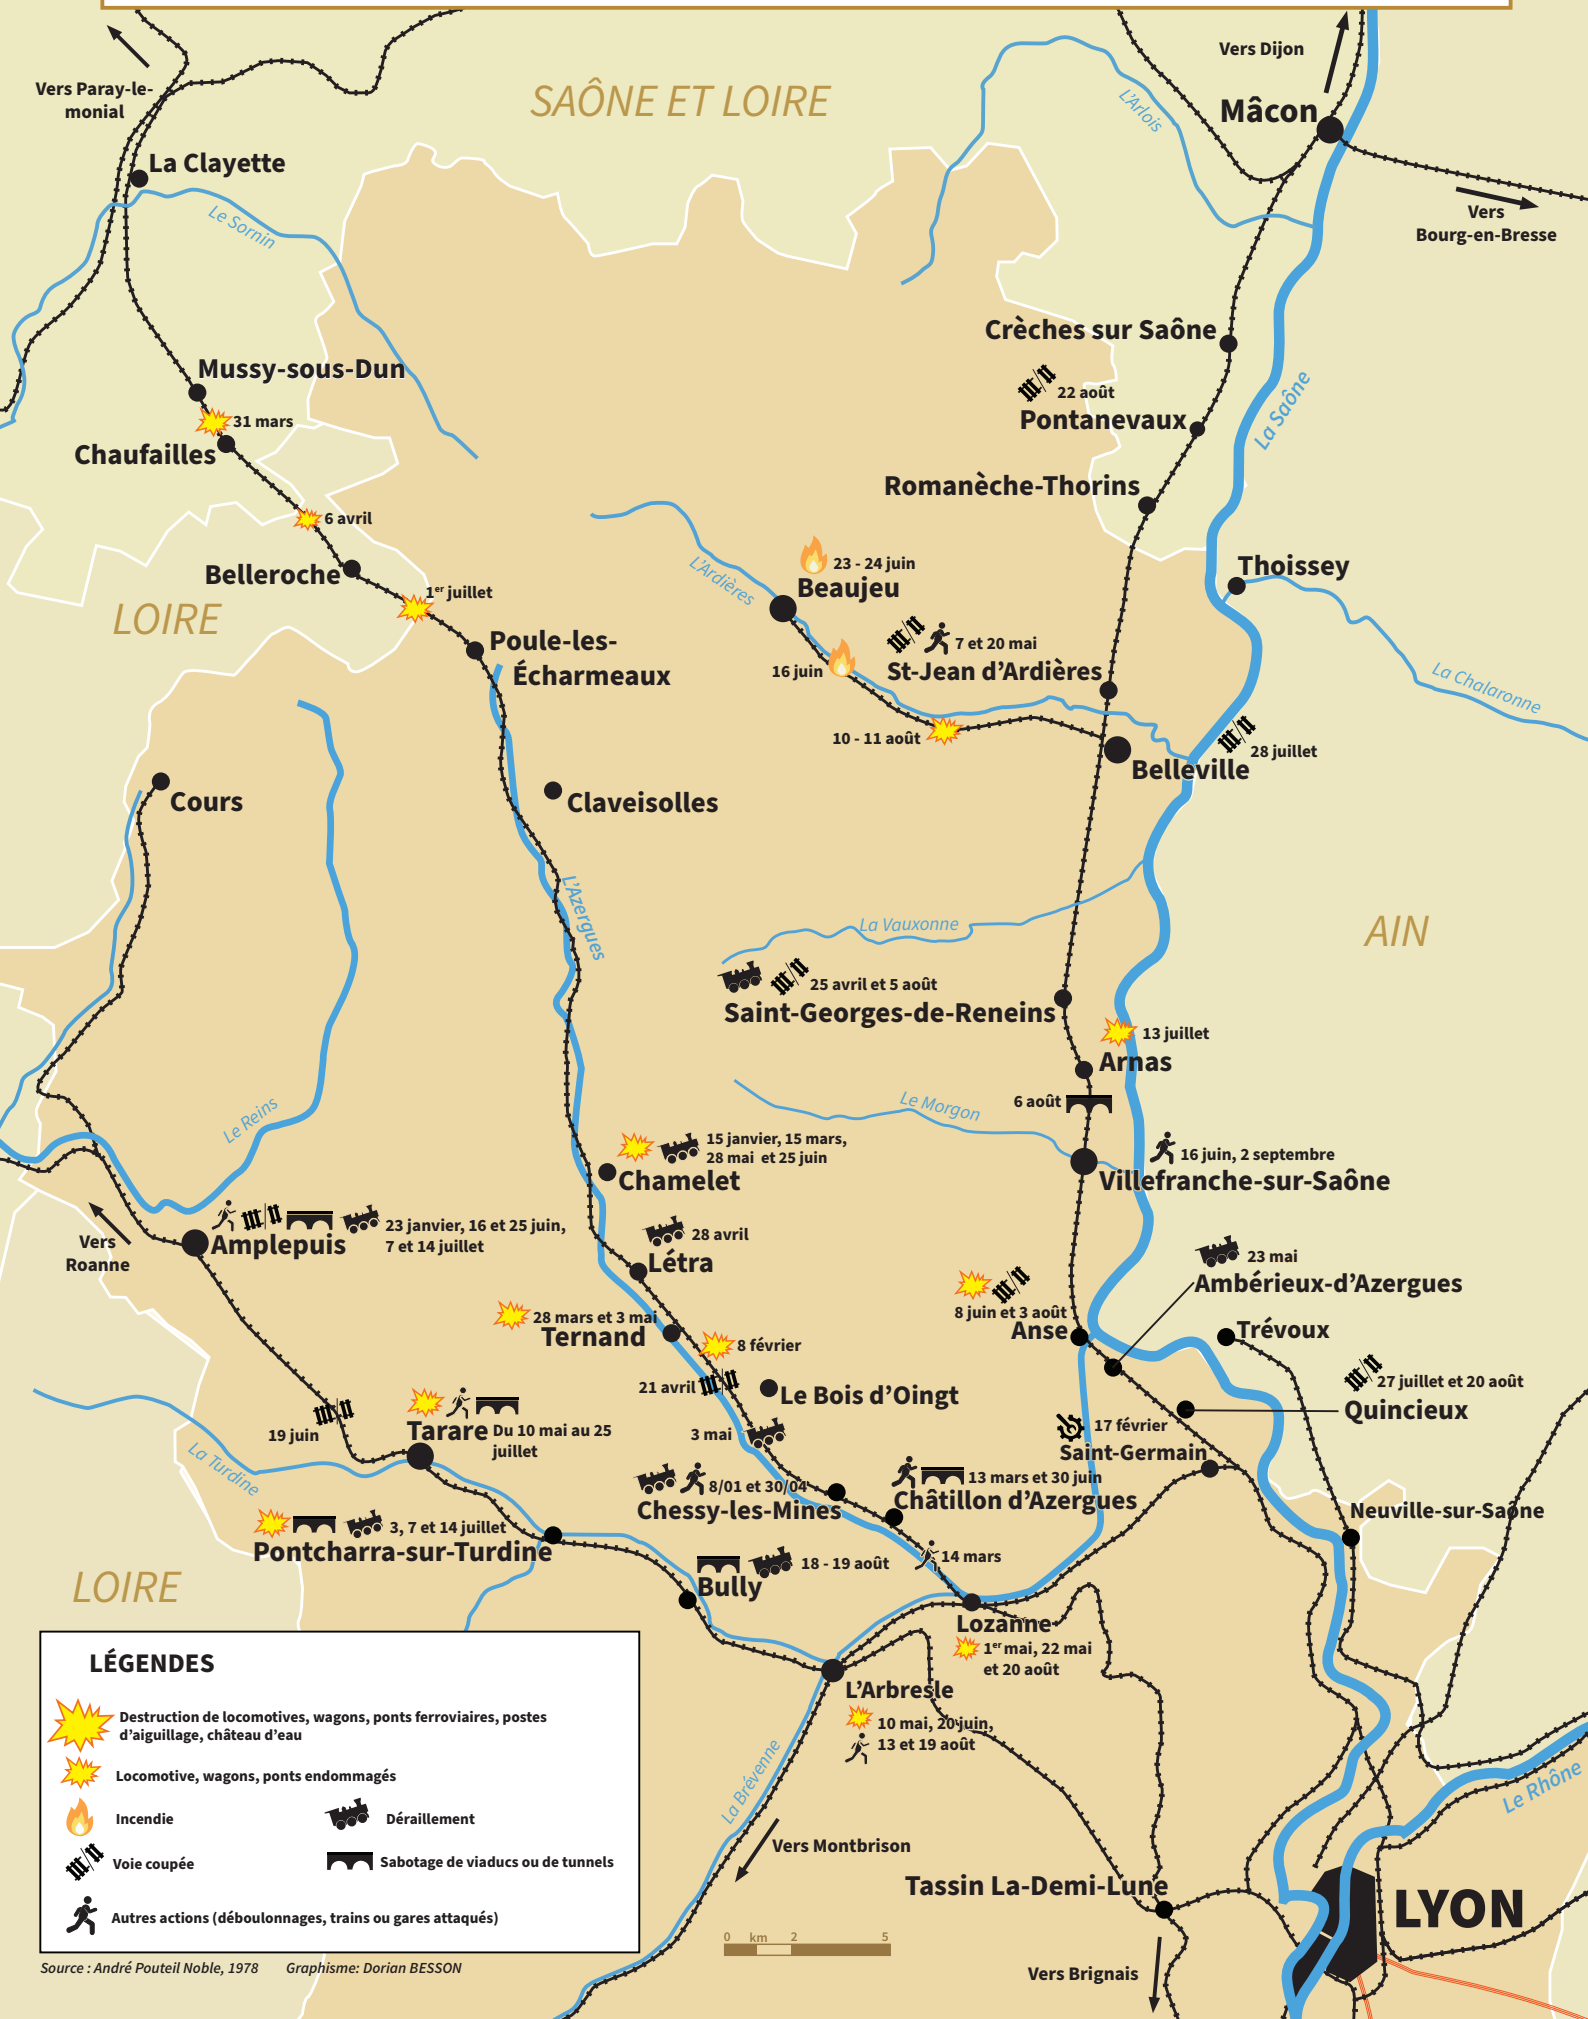 Vers Dijon
Vers Paray-le-
monial
SAÔNE ET LOIRE
L'Arlois
Mâcon
La Clayette
Le Sornin
Vers
Bourg-en-Bresse
Crèches sur Saône
Mussy-sous-Dun
22 août
La Saône
31 mars
Pontanevaux
Chaufailles
Romanèche-Thorins
6 avril
23 - 24 juin
Thoissey
Belleroche
L'Ardières
Beaujeu
1er juillet
LOIRE
7 et 20 mai
Poule-les-
Écharmeaux
16 juin
St-Jean d'Ardières
La Chalaronne
10 - 11 août
28 juillet
Belleville
Cours
Claveisolles
L'Azergues
La Vauxonne
AIN
25 avril et 5 août
Saint-Georges-de-Reneins
13 juillet
Arnas
6 août
Le Morgon
Le Reins
15 janvier, 15 mars,
28 mai et 25 juin
16 juin, 2 septembre
Chamelet
Villefranche-sur-Saône
23 janvier, 16 et 25 juin,
7 et 14 juillet
Amplepuis
Vers
Roanne
28 avril
Létra
23 mai
Ambérieux-d'Azergues
8 juin et 3 août
Anse
28 mars et 3 mai
Ternand
8 février
Trévoux
21 avril
Le Bois d'Oingt
27 juillet et 20 août
Quincieux
19 juin
Tarare
Du 10 mai au 25
juillet
3 mai
17 février
Saint-Germain
La Turdine
8/01 et 30/04
Chessy-les-Mines
13 mars et 30 juin
Châtillon d'Azergues
Neuville-sur-Saône
3, 7 et 14 juillet
Pontcharra-sur-Turdine
18 - 19 août
Bully
14 mars
LOIRE
Lozanne
1er mai, 22 mai
et 20 août
LÉGENDES
L'Arbresle
10 mai, 20 juin,
13 et 19 août
Destruction de locomotives, wagons, ponts ferroviaires, postes
d'aiguillage, château d'eau
Locomotive, wagons, ponts endommagés
La Brévenne
Le Rhône
Incendie
Déraillement
Vers Montbrison
Voie coupée
Sabotage de viaducs ou de tunnels
Tassin La-Demi-Lune
LYON
Autres actions (déboulonnages, trains ou gares attaqués)
0 km 2 5
Source : André Pouteil Noble, 1978 Graphisme: Dorian BESSON
Vers Brignais